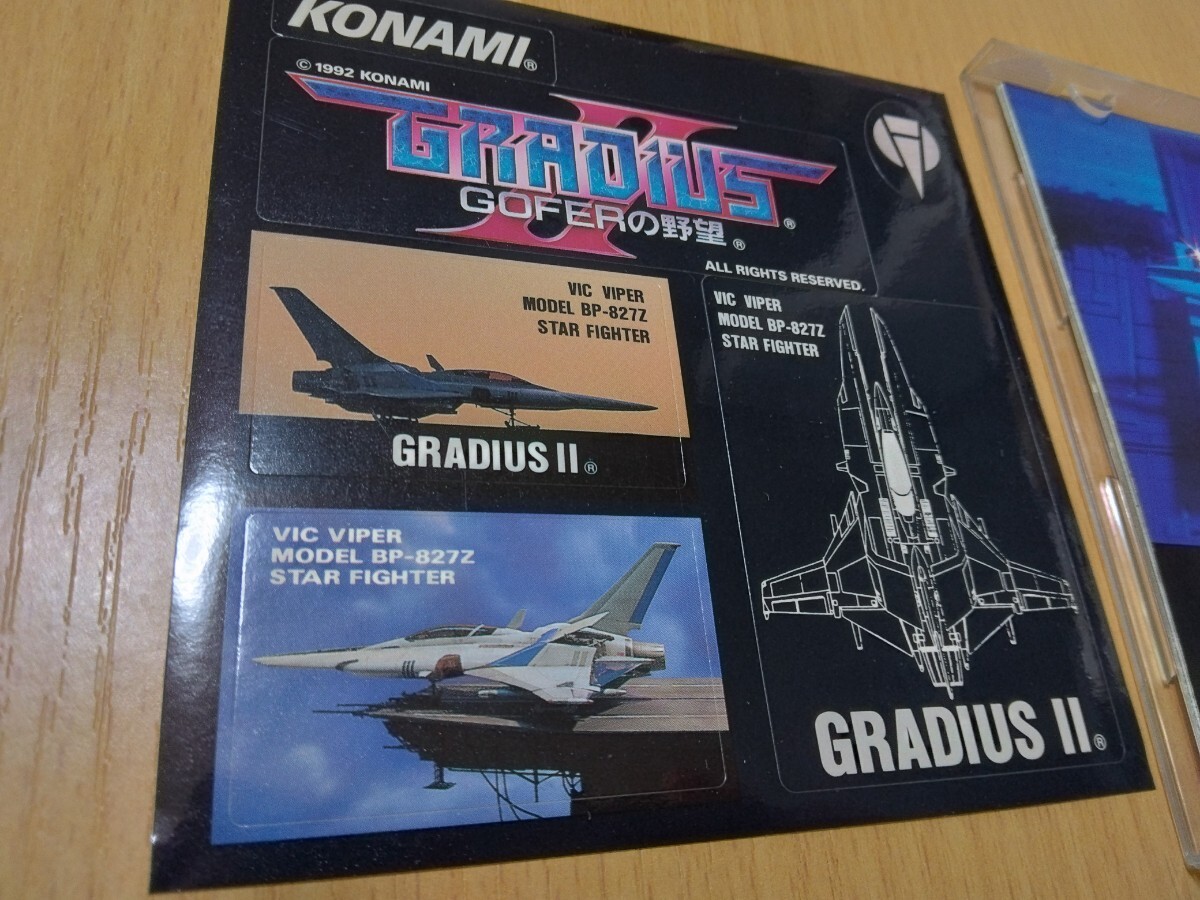 KONAMI®
© 1992 KONAMI
GRADIUS II®
GOFERの野望®
ALL RIGHTS RESERVED.
VIC VIPER
MODEL BP-827Z
STAR FIGHTER
GRADIUS II®
VIC VIPER
MODEL BP-827Z
STAR FIGHTER
GRADIUS II®
VIC VIPER
MODEL BP-827Z
STAR FIGHTER